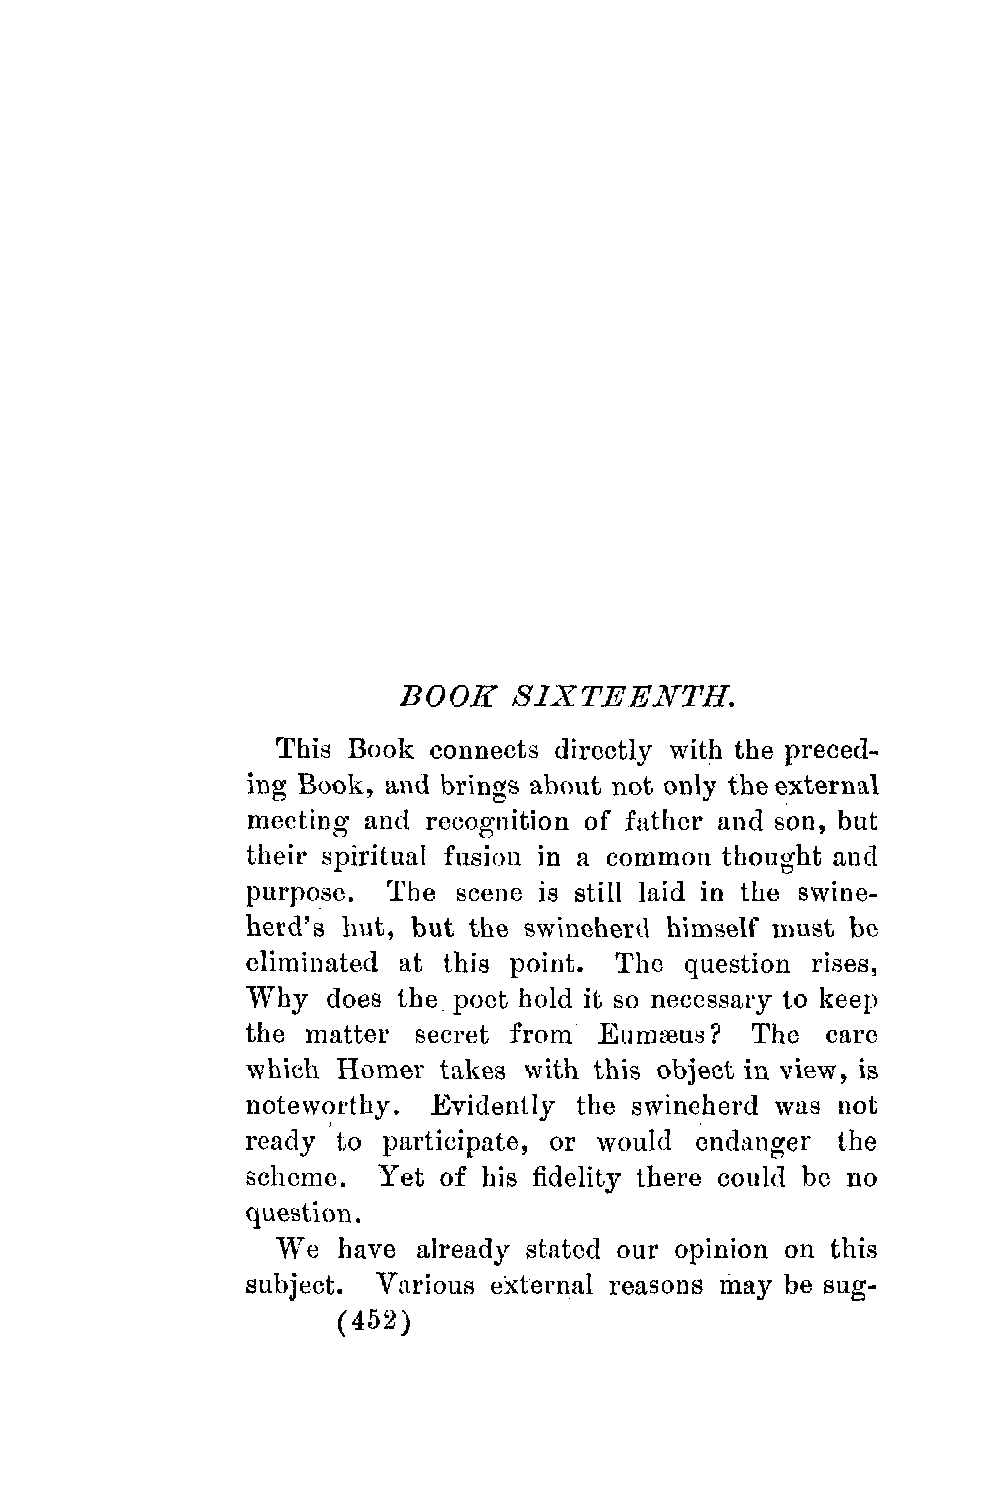 BOOK SIXTEENTH.
This Book connects directly with the preced-
ing Book, and brings about not only the external
meeting and recognition of father and son, but
their spiritual fusion in a common thought and
purpose. The scene is still laid in the swine-
herd's hut, but the swineherd himself must be
eliminated at this point. The question rises,
Why does the poet hold it so necessary to keep
the matter secret from Eumæus? The care
which Homer takes with this object in view, is
noteworthy. Evidently the swineherd was not
ready to participate, or would endanger the
scheme. Yet of his fidelity there could be no
question.
We have already stated our opinion on this
subject. Various external reasons may be sug-
(452)